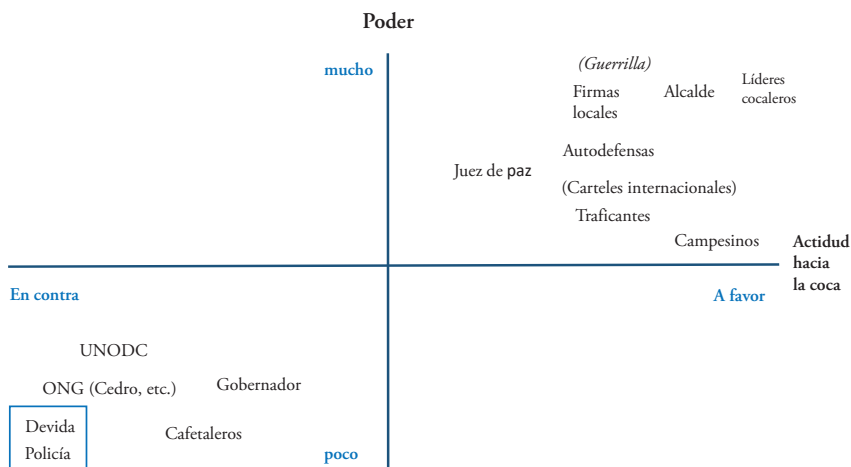 Poder
mucho
(Guerrilla)
Firmas
locales
Alcalde
Líderes
cocaleros
Autodefensas
Juez de paz
(Carteles internacionales)
Traficantes
Campesinos
Actidud
hacia
la coca
En contra
A favor
UNODC
ONG (Cedro, etc.)
Gobernador
Devida
Policía
Cafetaleros
poco